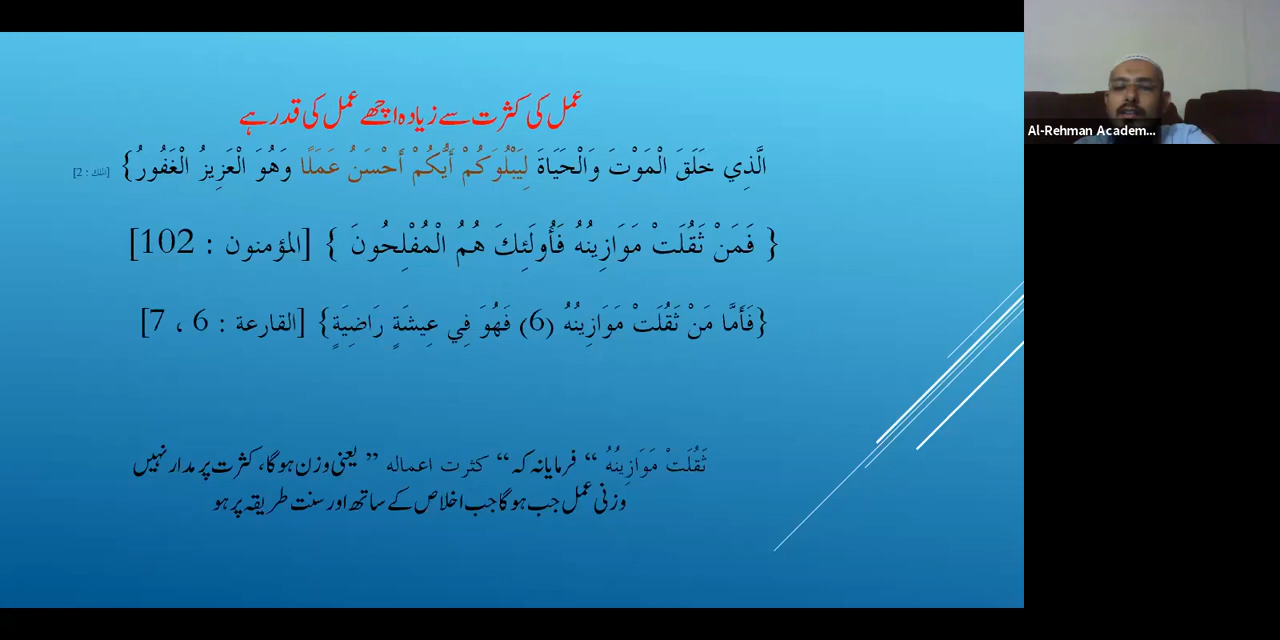 عمل کی کثرت سے زیادہ اچھے عمل کی قدر ہے
الَّذِي خَلَقَ الْمَوْتَ وَالْحَيَاةَ لِيَبْلُوَكُمْ أَيُّكُمْ أَحْسَنُ عَمَلًا وَهُوَ الْعَزِيزُ الْغَفُورُ} [الملك : 2]
{ فَمَنْ ثَقُلَتْ مَوَازِينُهُ فَأُولَئِكَ هُمُ الْمُفْلِحُونَ } [المؤمنون : 102]
{فَأَمَّا مَنْ ثَقُلَتْ مَوَازِينُهُ (6) فَهُوَ فِي عِيشَةٍ رَاضِيَةٍ} [القارعة : 6 ، 7]
ثَقُلَتْ مَوَازِينُهُ “ فرمایا نہ کہ “ کثرت اعمالہ ” یعنی وزن ہوگا، کثرت پر مدار نہیں
وزنی عمل جب ہوگا جب اخلاص کے ساتھ اور سنت طریقہ پر ہو
Al-Rehman Academ...